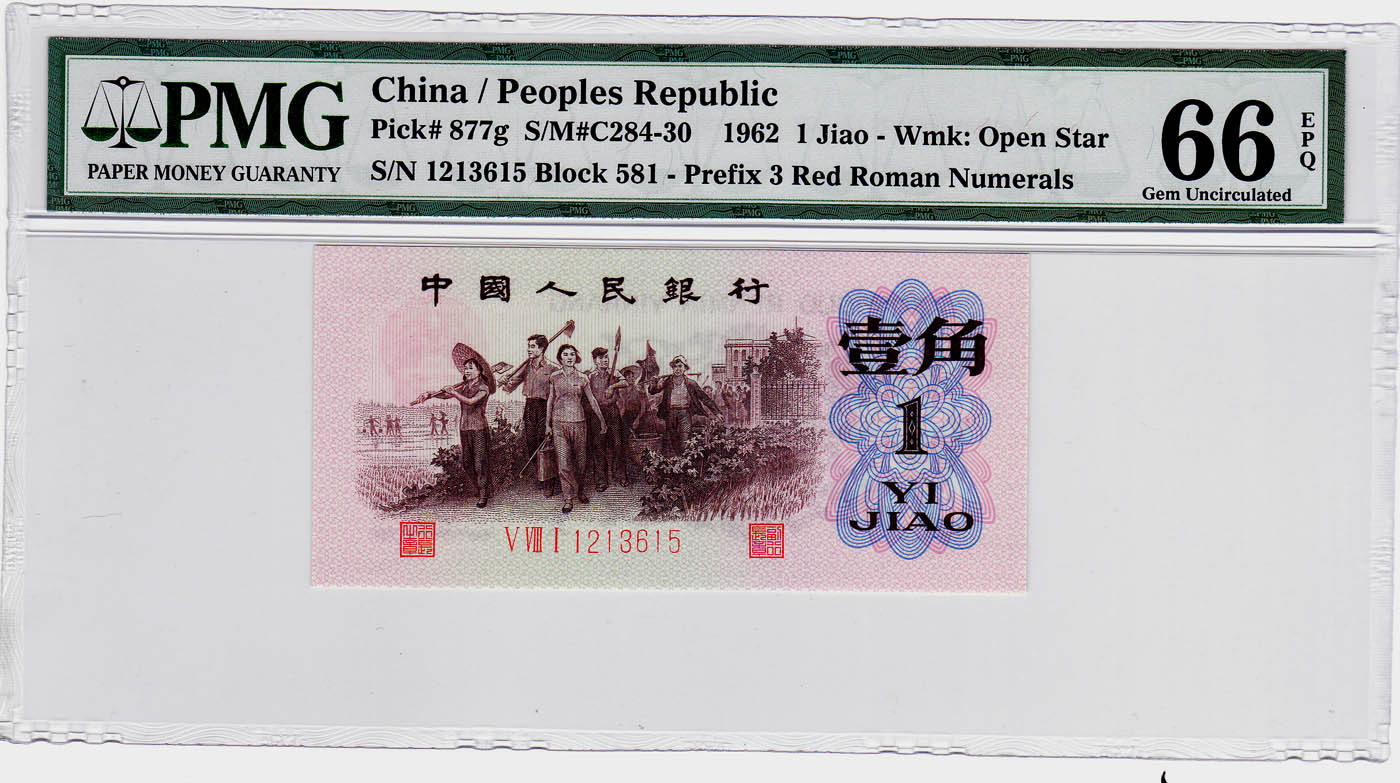 PMG
PAPER MONEY GUARANTY
China / Peoples Republic
Pick# 877g S/M#C284-30 1962 1 Jiao - Wmk: Open Star
S/N 1213615 Block 581 - Prefix 3 Red Roman Numerals
66
EPQ
Gem Uncirculated
中國人民銀行
壹角
1
YI
JIAO
V VIII I 1213615